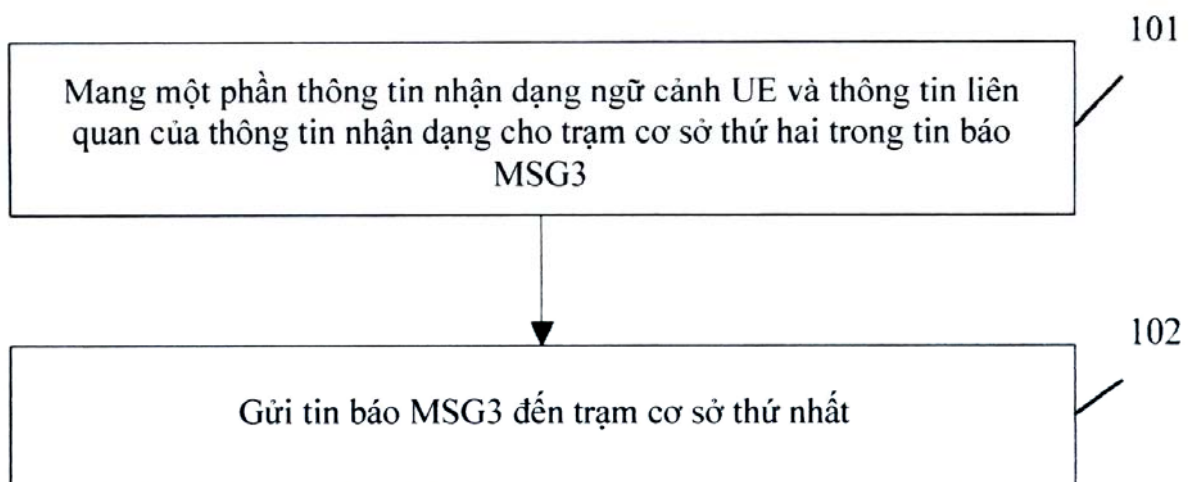 101
Mang một phần thông tin nhận dạng ngữ cảnh UE và thông tin liên
quan của thông tin nhận dạng cho trạm cơ sở thứ hai trong tin báo
MSG3
102
Gửi tin báo MSG3 đến trạm cơ sở thứ nhất